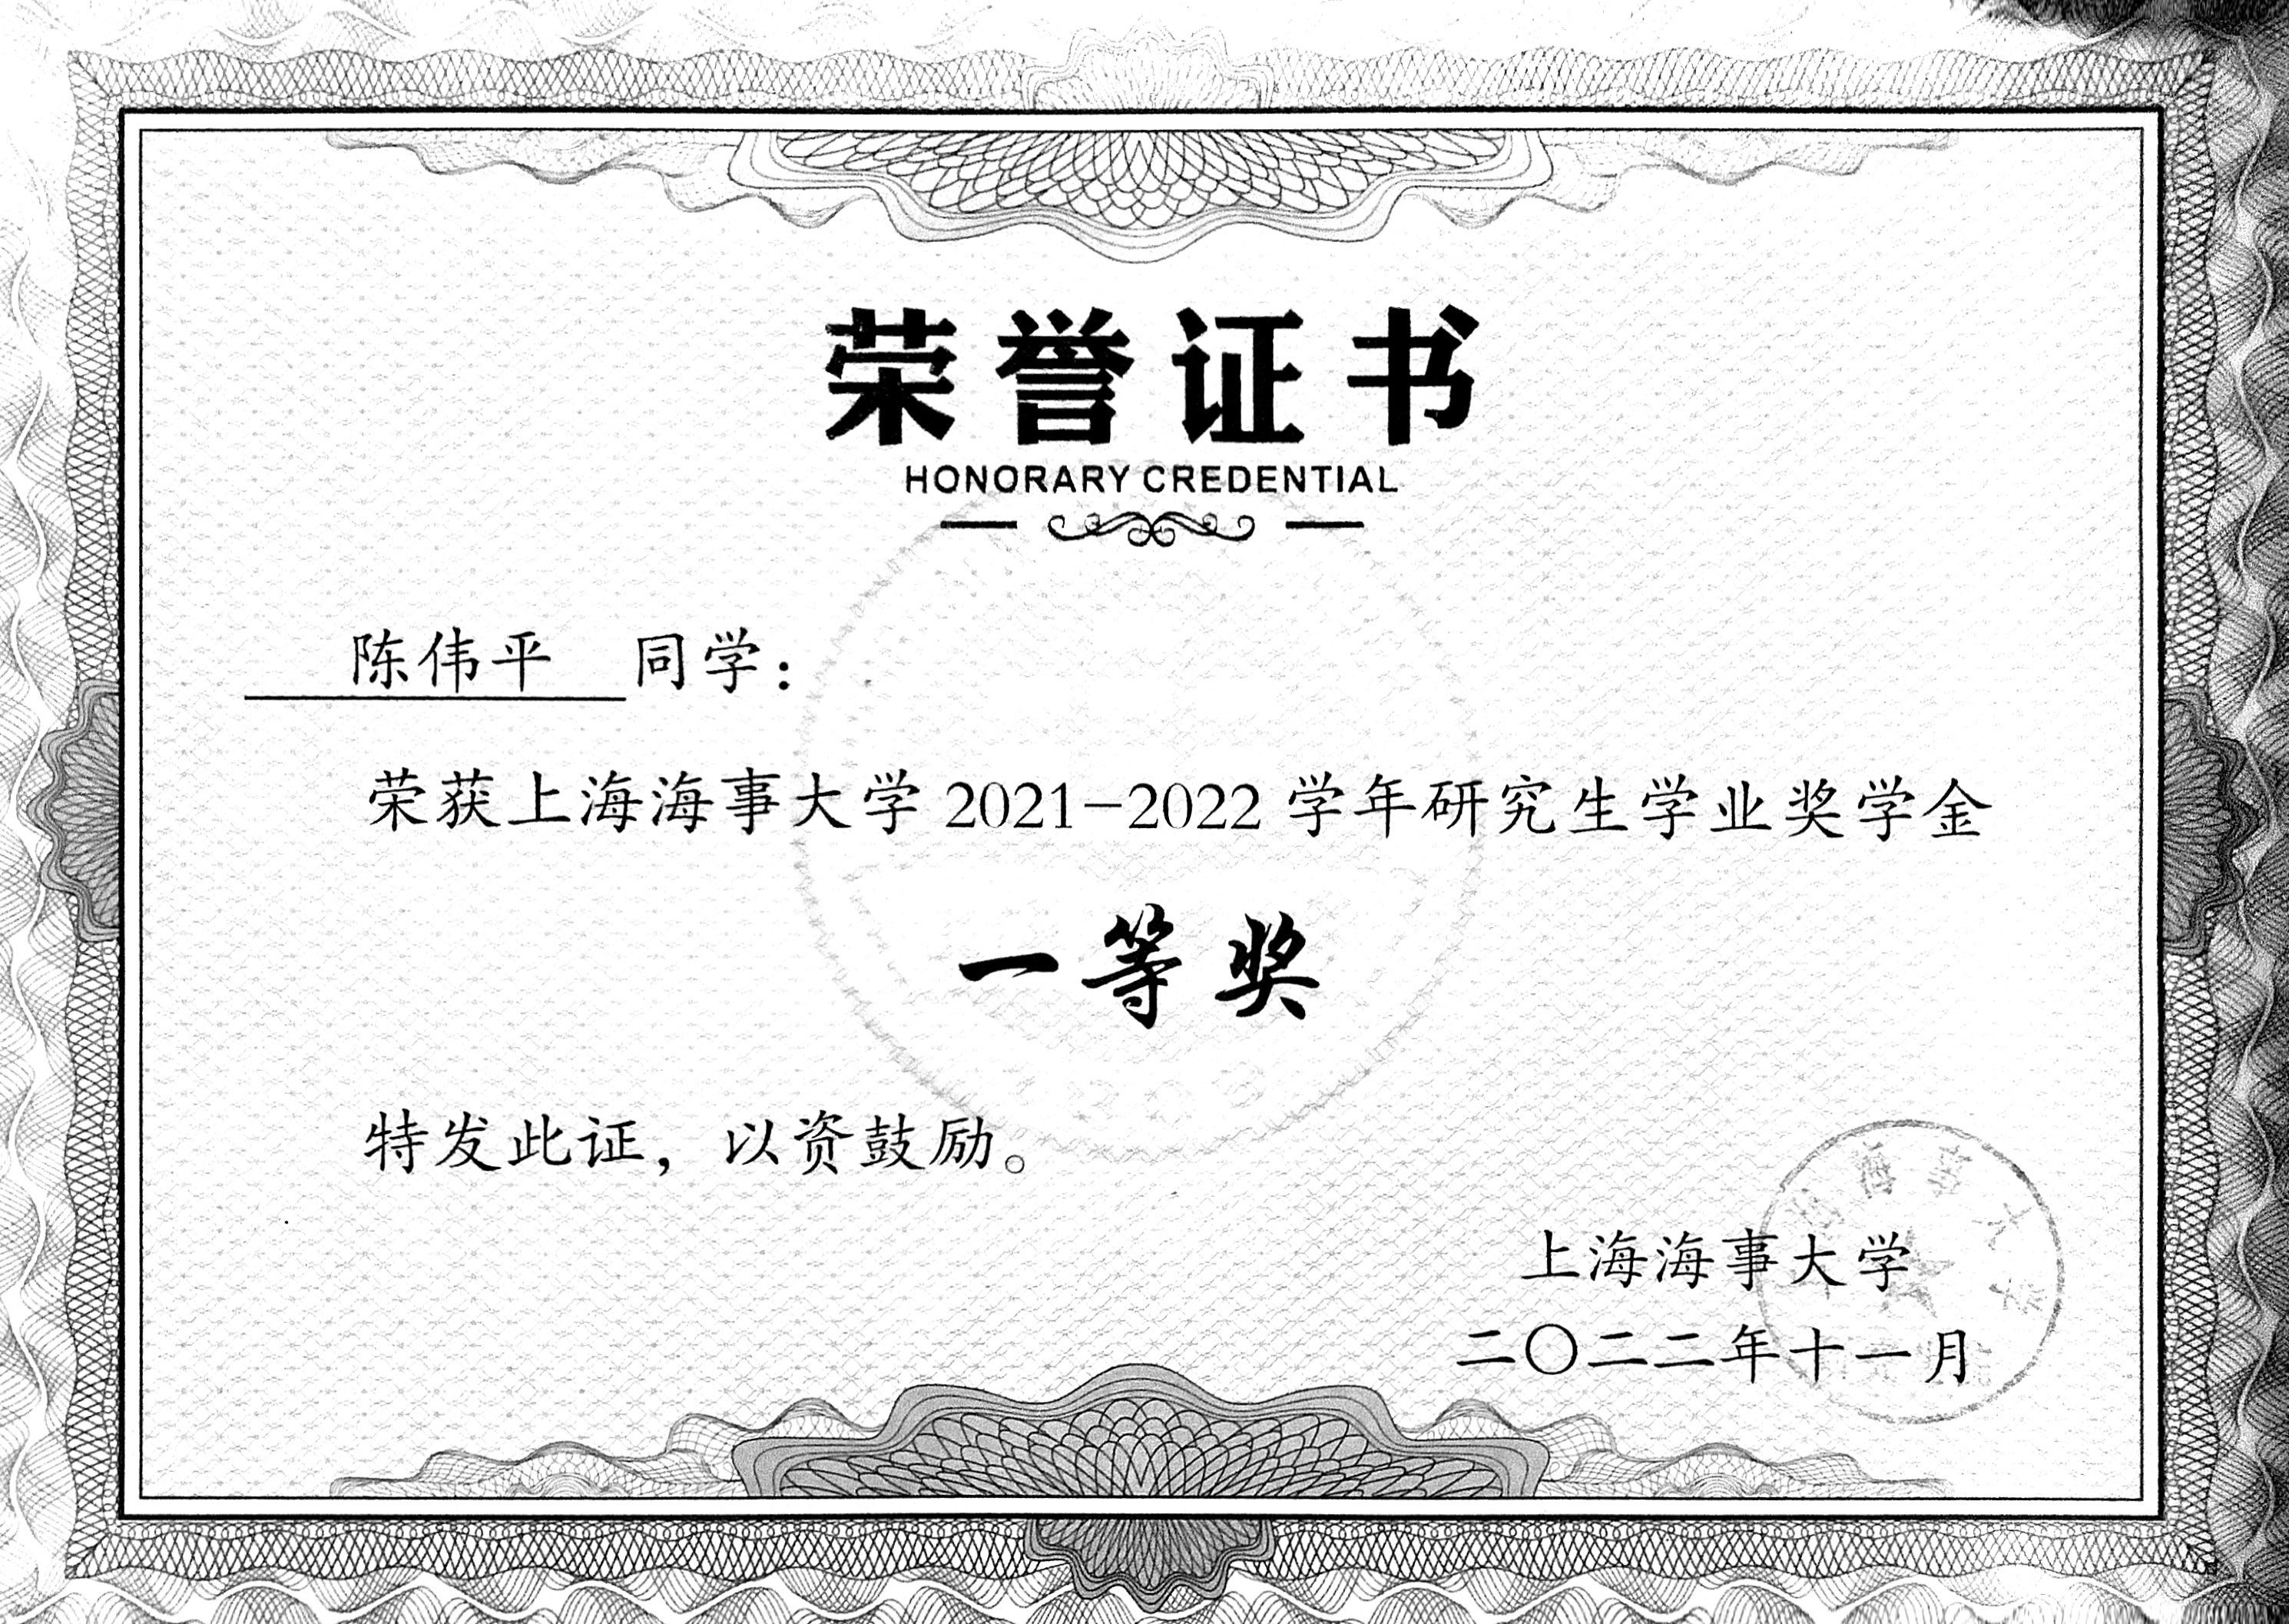 荣誉证书
HONORARY CREDENTIAL
陈伟平 同学：
荣获上海海事大学 2021-2022 学年研究生学业奖学金
一等奖
特发此证，以资鼓励。
上海海事大学
二〇二二年十一月